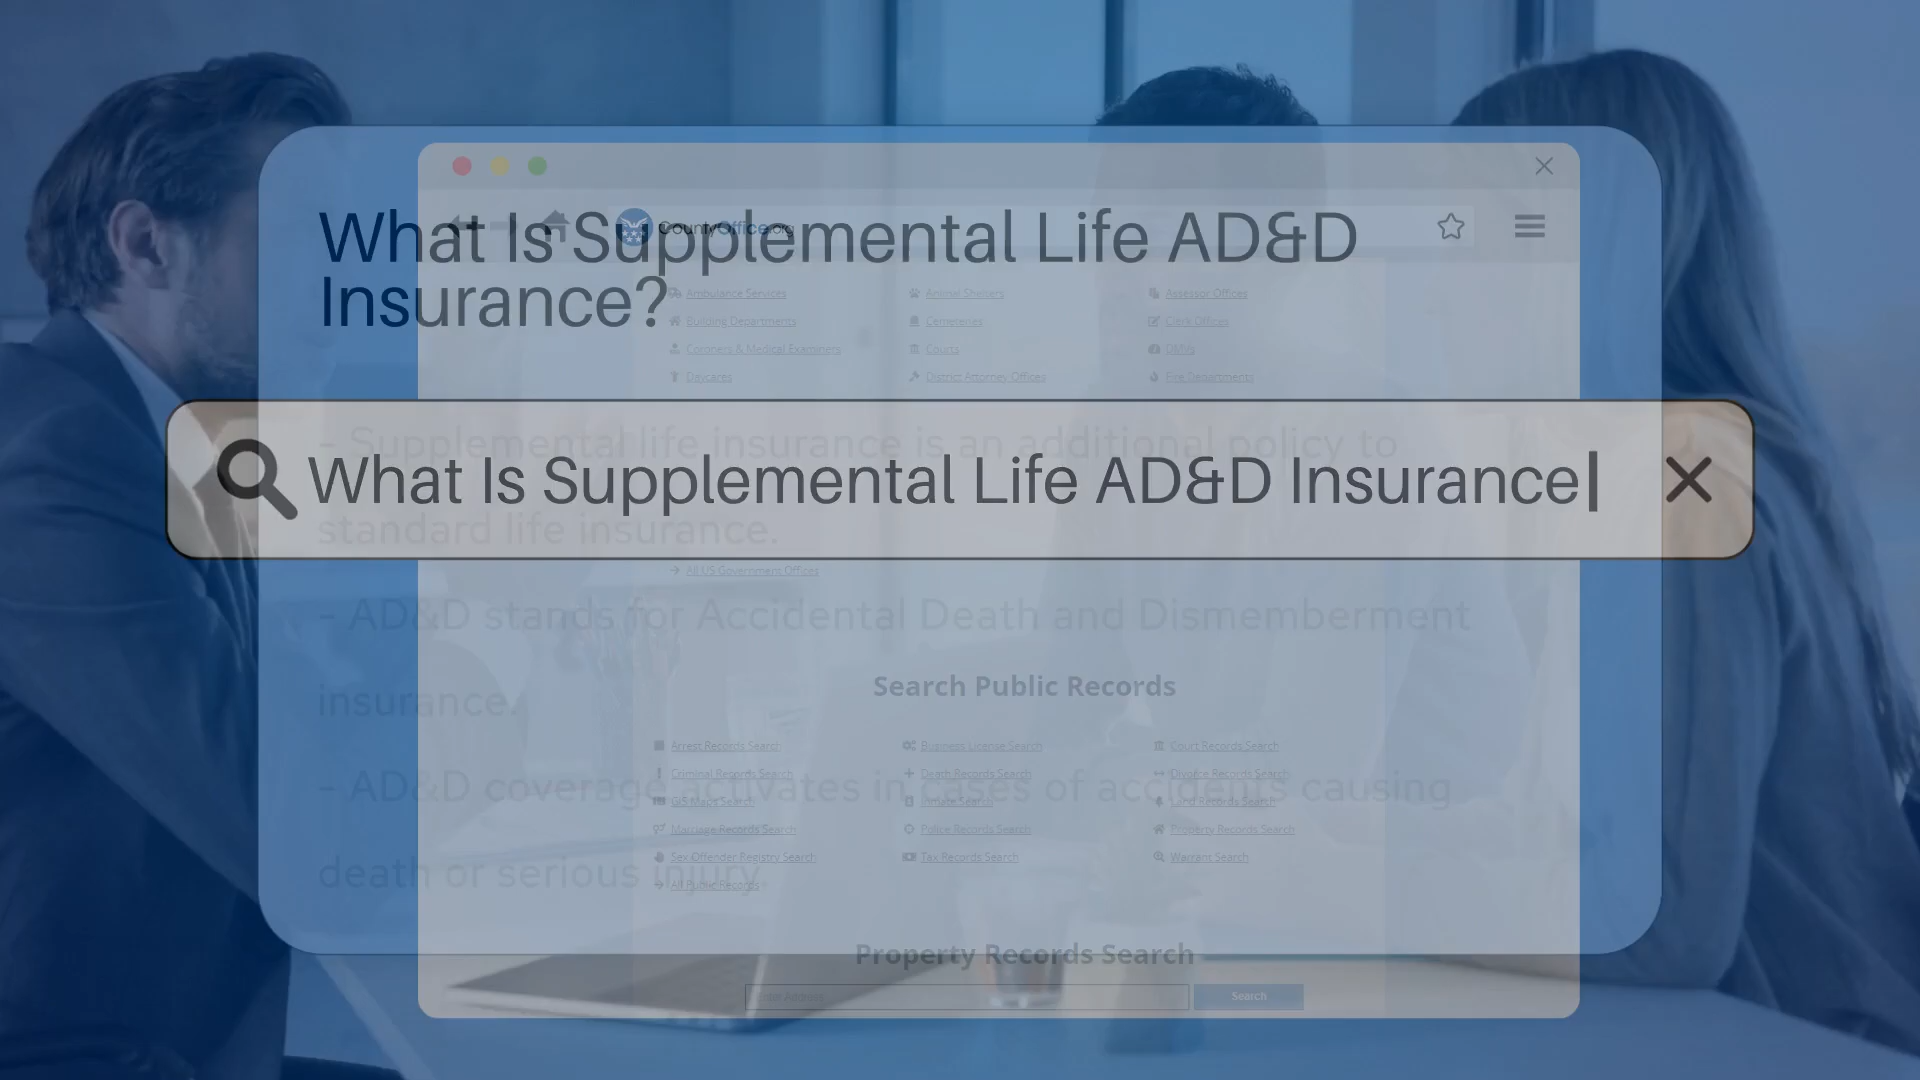 CountyOffice.org
What Is Supplemental Life AD&D
Insurance?
Ambulance Services Animal Shelters Assessor Offices
Building Departments Cemeteries Clerk Offices
Coroners & Medical Examiners Courts DMVs
Daycares District Attorney Offices Fire Departments
- Supplemental life insurance is an additional policy to
What Is Supplemental Life AD&D Insurance
standard life insurance.
All US Government Offices
- AD&D stands for Accidental Death and Dismemberment
Search Public Records
insurance.
Arrest Records Search Business License Search Court Records Search
Criminal Records Search Death Records Search Divorce Records Search
- AD&D coverage activates in cases of accidents causing
GIS Maps Search Inmate Search Land Records Search
Marriage Records Search Police Records Search Property Records Search
Sex Offender Registry Search Tax Records Search Warrant Search
death or serious injury.
All Public Records
Property Records Search
Enter Address Search